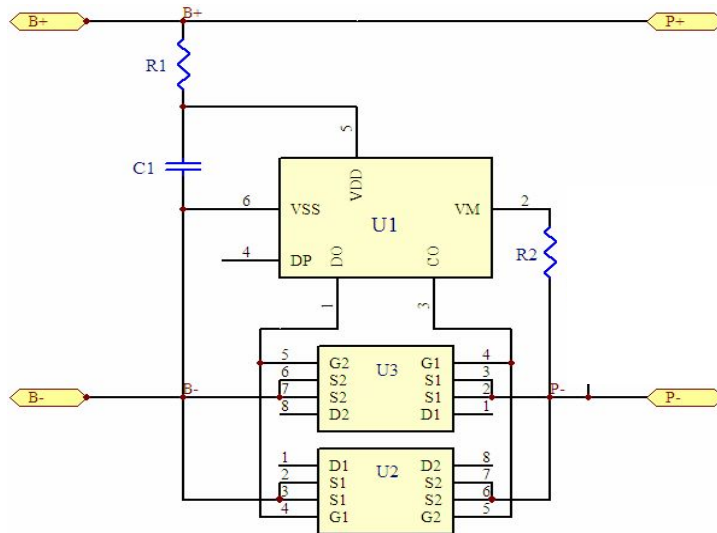 B+ B+ B+ P+
R1
5
C1
VDD
6 VSS VM 2
U1
4 DP DO CO R2
1 3
5 G2 U3 G1 4
6 S2 S1 3
7 S2 S1 2
8 D2 D1 1
B- B- P- P-
1 D1 U2 D2 8
2 S1 S2 7
3 S1 S2 6
4 G1 G2 5